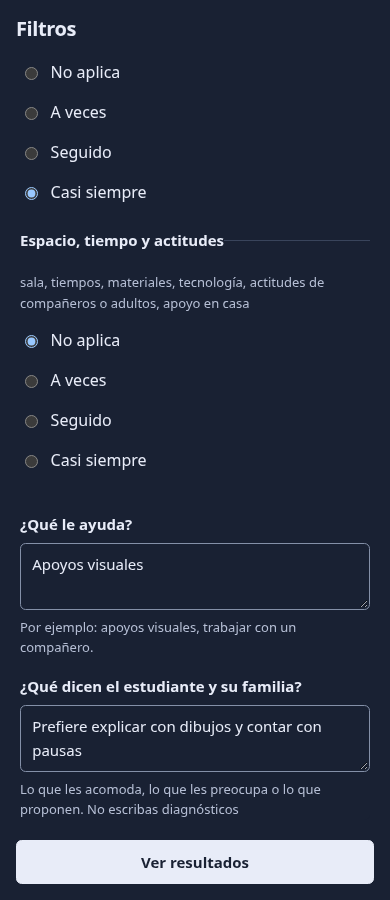 Filtros
No aplica
A veces
Seguido
Casi siempre
Espacio, tiempo y actitudes
sala, tiempos, materiales, tecnología, actitudes de
compañeros o adultos, apoyo en casa
No aplica
A veces
Seguido
Casi siempre
¿Qué le ayuda?
Apoyos visuales
Por ejemplo: apoyos visuales, trabajar con un
compañero.
¿Qué dicen el estudiante y su familia?
Prefiere explicar con dibujos y contar con
pausas
Lo que les acomoda, lo que les preocupa o lo que
proponen. No escribas diagnósticos
Ver resultados